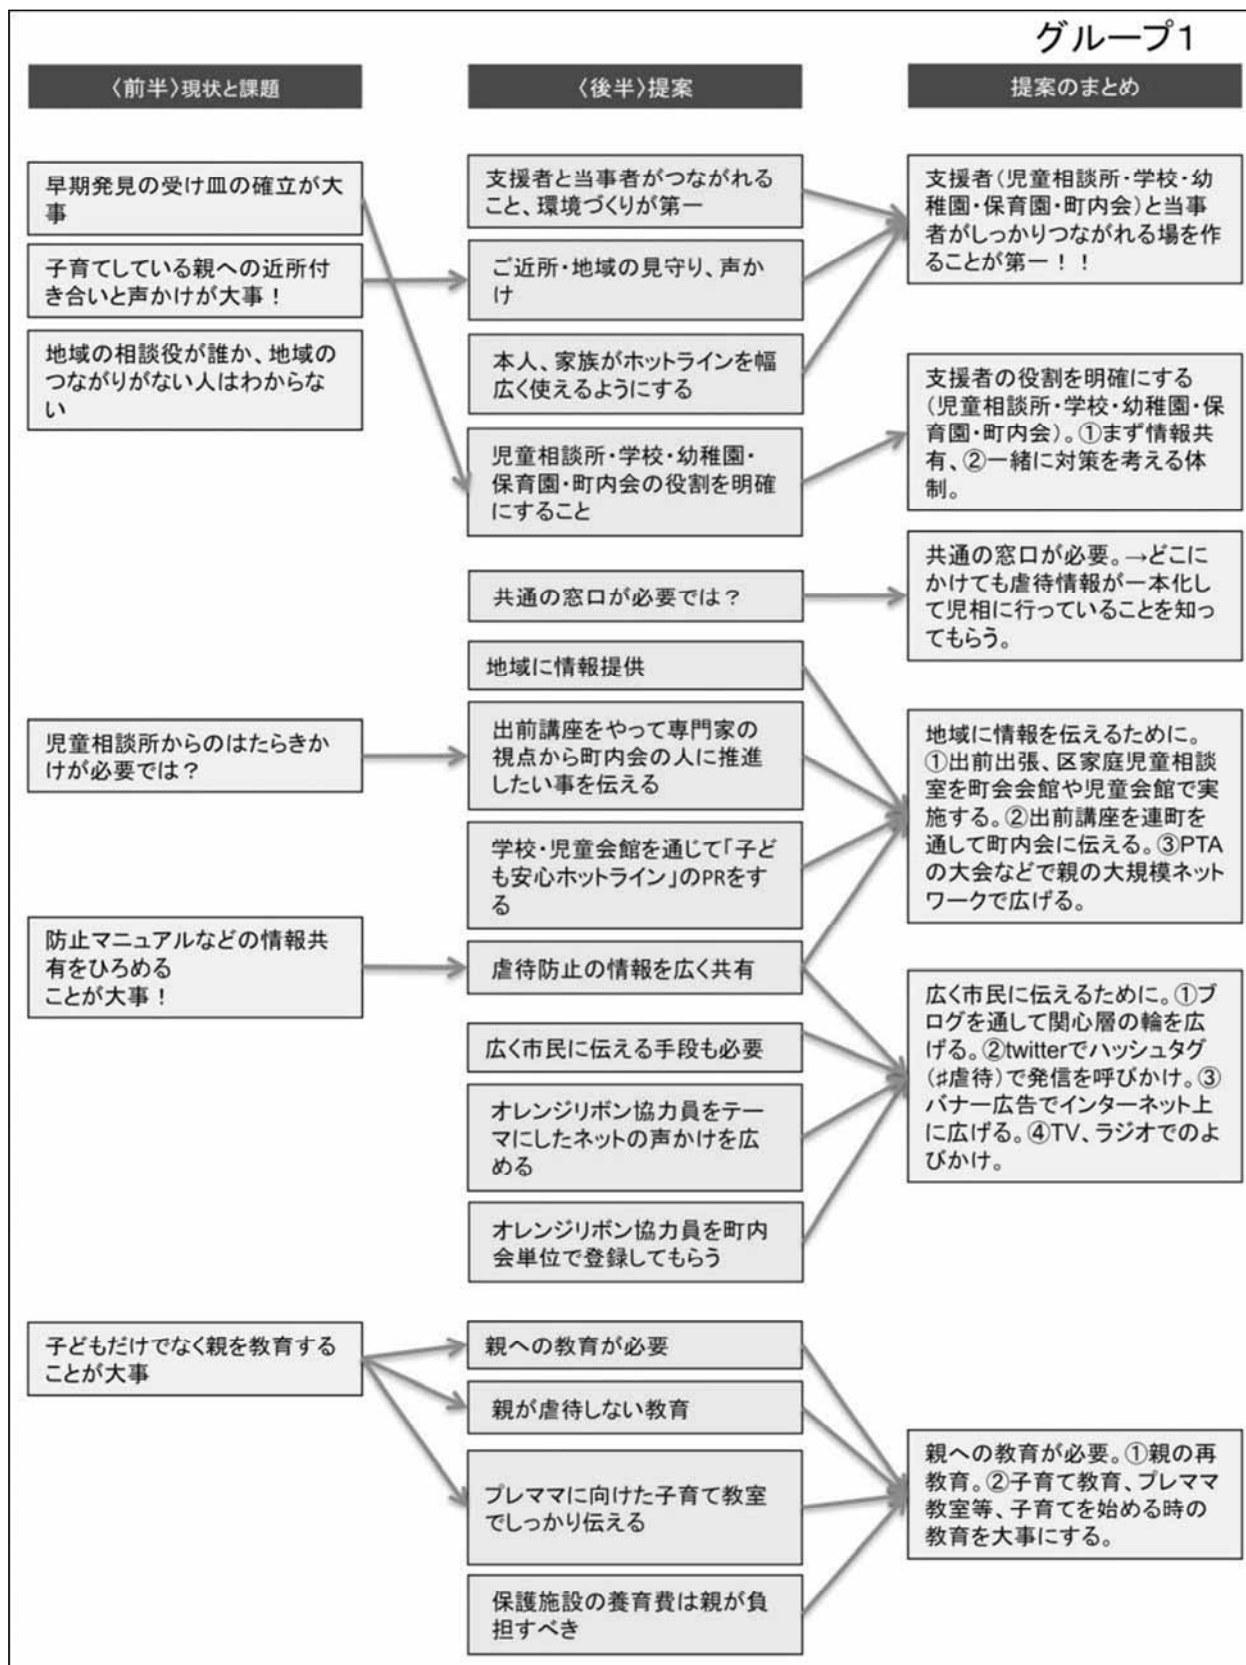 グループ1
〈前半〉現状と課題
早期発見の受け皿の確立が大
事
子育てしている親への近所付
き合いと声かけが大事！
地域の相談役が誰か、地域の
つながりがない人はわからな
い
児童相談所からのはたらきか
けが必要では？
防止マニュアルなどの情報共
有をひろめる
ことが大事！
子どもだけでなく親を教育する
ことが大事
〈後半〉提案
支援者と当事者がつながれる
こと、環境づくりが第一
ご近所・地域の見守り、声か
け
本人、家族がホットラインを幅
広く使えるようにする
児童相談所・学校・幼稚園・
保育園・町内会の役割を明確
にすること
共通の窓口が必要では？
地域に情報提供
出前講座をやって専門家の
視点から町内会の人に推進
したい事を伝える
学校・児童会館を通じて「子ど
も安心ホットライン」のPRをす
る
虐待防止の情報を広く共有
広く市民に伝える手段も必要
オレンジリボン協力員をテー
マにしたネットの声かけを広
める
オレンジリボン協力員を町内
会単位で登録してもらう
親への教育が必要
親が虐待しない教育
プレママに向けた子育て教室
でしっかり伝える
保護施設の養育費は親が負
担すべき
提案のまとめ
支援者（児童相談所・学校・幼
稚園・保育園・町内会）と当事
者がしっかりつながれる場を作
ることが第一！！
支援者の役割を明確にする
（児童相談所・学校・幼稚園・保
育園・町内会）。①まず情報共
有、②一緒に対策を考える体
制。
共通の窓口が必要。→どこに
かけても虐待情報が一本化し
て児相に行っていることを知っ
てもらう。
地域に情報を伝えるために。
①出前出張、区家庭児童相談
室を町会会館や児童会館で実
施する。②出前講座を連町を
通して町内会に伝える。③PTA
の大会などで親の大規模ネット
ワークで広げる。
広く市民に伝えるために。①ブ
ログを通して関心層の輪を広
げる。②twitterでハッシュタグ
（♯虐待）で発信を呼びかけ。③
バナー広告でインターネット上
に広げる。④TV、ラジオでのよ
びかけ。
親への教育が必要。①親の再
教育。②子育て教育、プレママ
教室等、子育てを始める時の
教育を大事にする。